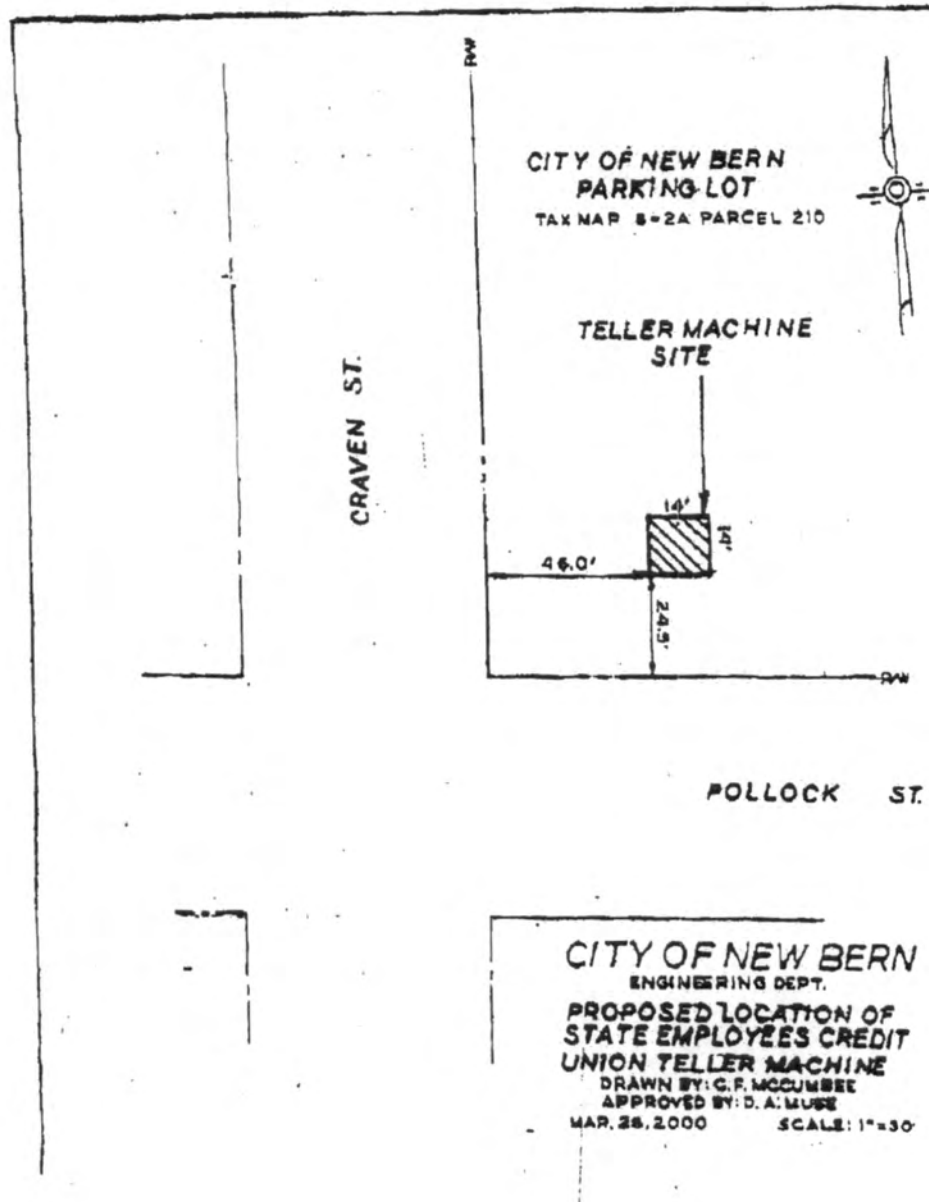 R/W
CITY OF NEW BERN
PARKING LOT
TAX MAP 8-2A PARCEL 210
TELLER MACHINE
SITE
CRAVEN ST.
14'
14'
46.0'
24.5'
R/W
POLLOCK ST.
CITY OF NEW BERN
ENGINEERING DEPT.
PROPOSED LOCATION OF
STATE EMPLOYEES CREDIT
UNION TELLER MACHINE
DRAWN BY: C.F. MCCUMBEE
APPROVED BY: D.A. MUSE
MAR. 28, 2000 SCALE: 1"=30'